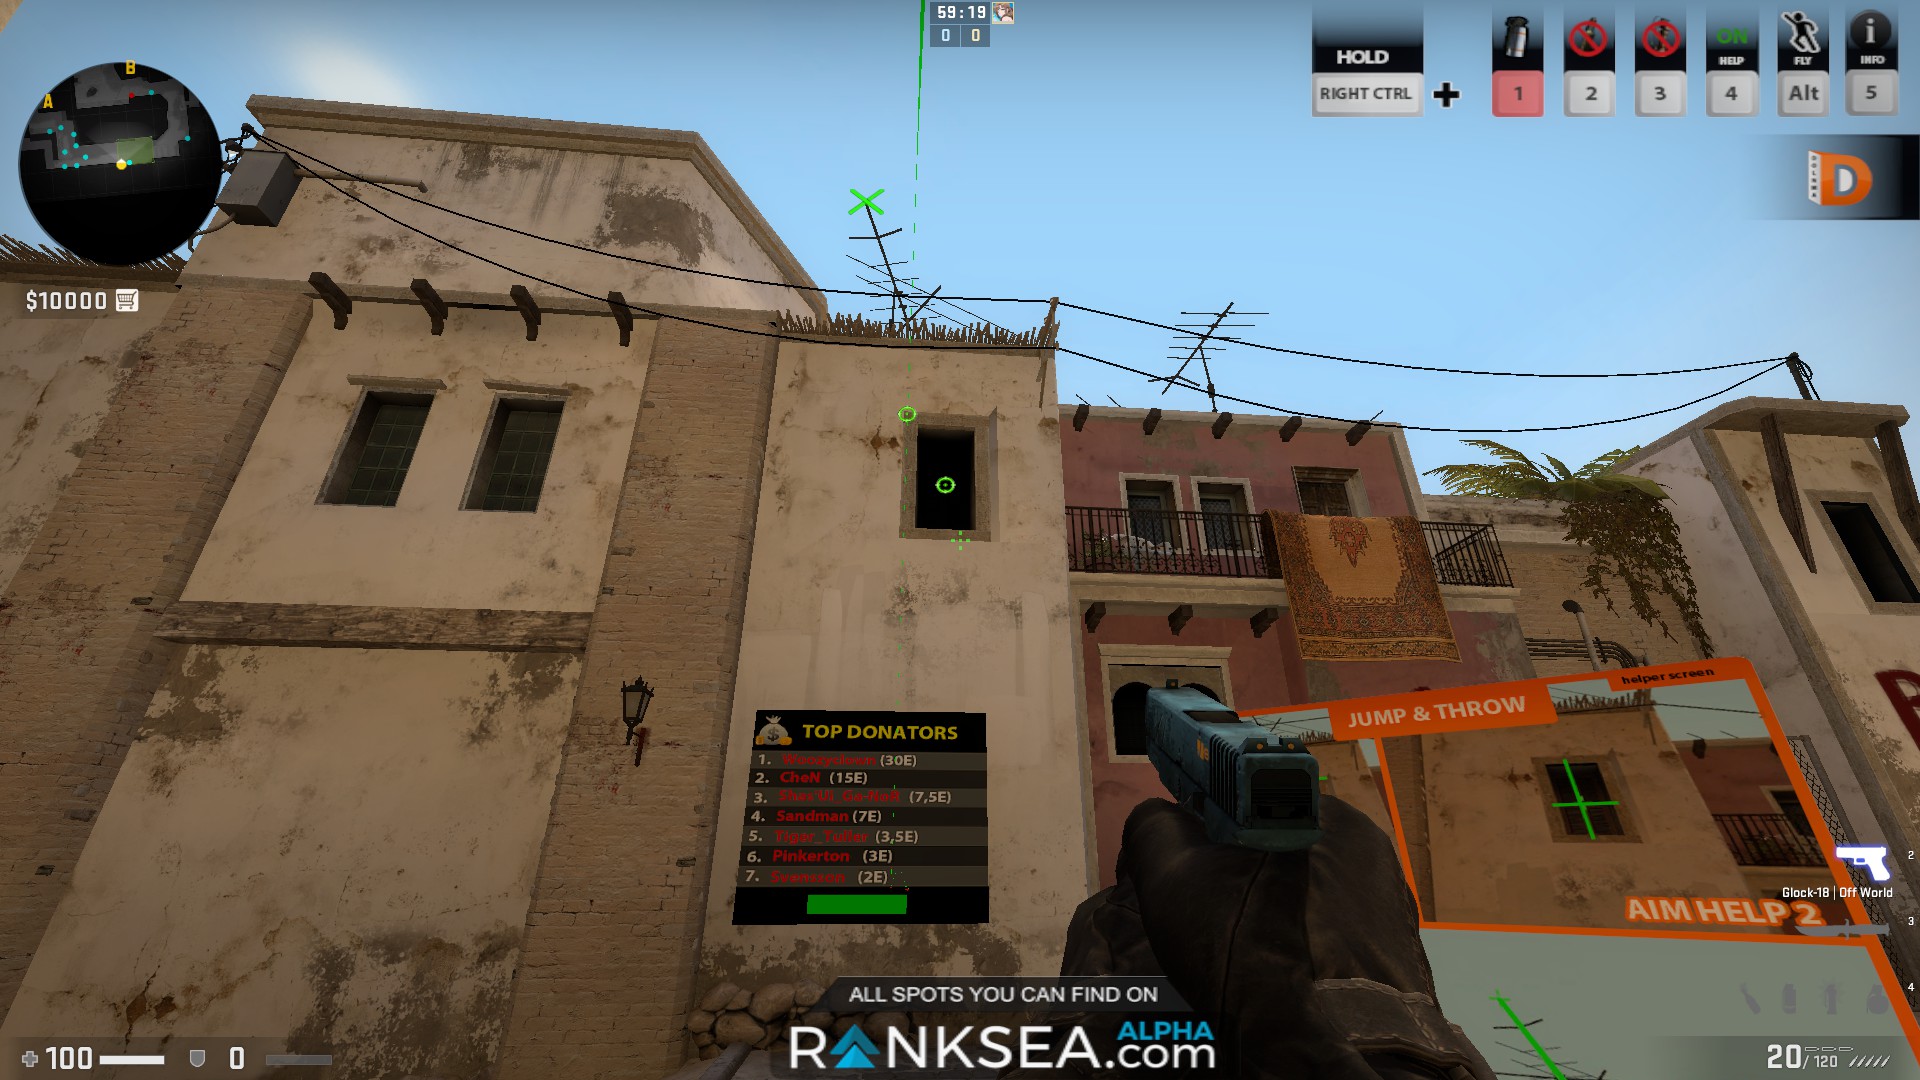 59:19
0 0
B
A
$10000
HOLD
RIGHT CTRL
1
2
3
ON
HELP
4
FLY
Alt
INFO
5
D
TOP DONATORS
1. (30E)
2. CheN (15E)
3. (7,5E)
4. Sandman (7E)
5. (3,5E)
6. Pinkerton (3E)
7. (2E)
helper screen
JUMP & THROW
AIM HELP 2
2
Glock-18 | Off World
3
4
ALL SPOTS YOU CAN FIND ON
RANKSEA.com
ALPHA
100
0
20/120